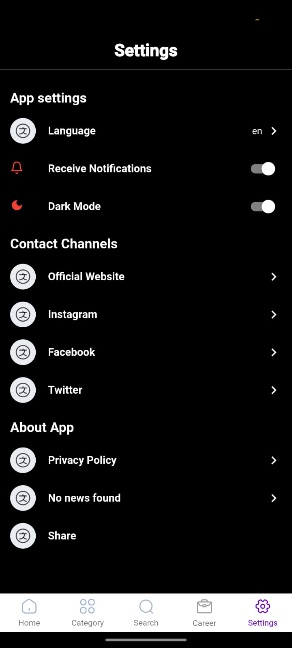 Settings
App settings
Language en
Receive Notifications
Dark Mode
Contact Channels
Official Website
Instagram
Facebook
Twitter
About App
Privacy Policy
No news found
Share
Home Category Search Career Settings